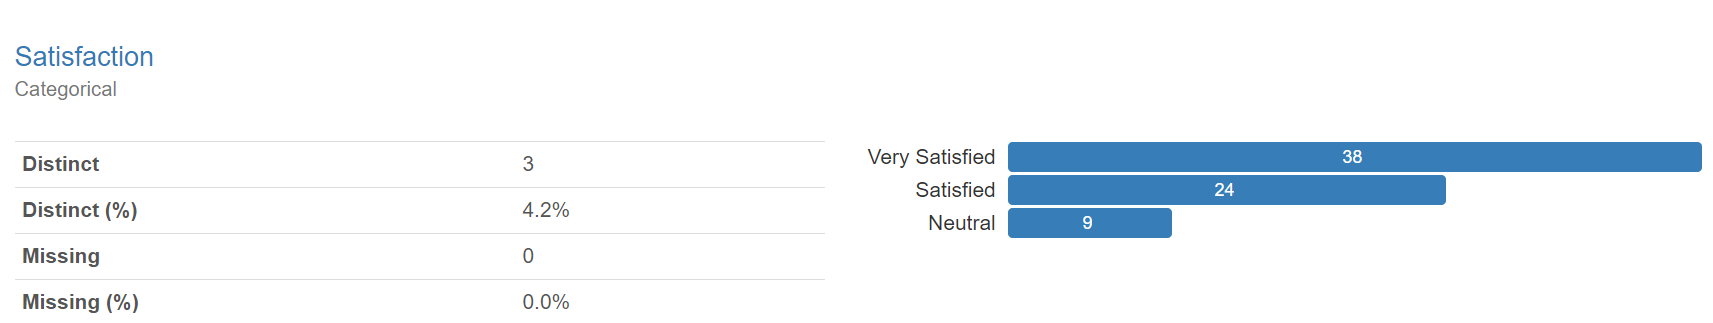 Satisfaction
Categorical
Distinct 3
Distinct (%) 4.2%
Missing 0
Missing (%) 0.0%
Very Satisfied 38
Satisfied 24
Neutral 9